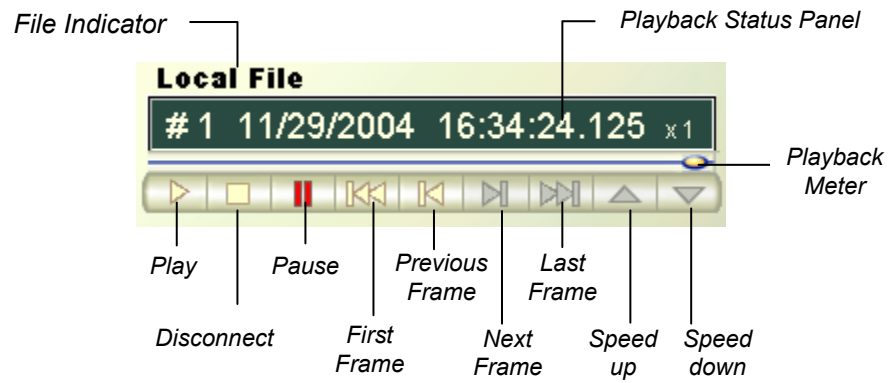 File Indicator
Playback Status Panel
Local File
# 1 11/29/2004 16:34:24.125 x 1
Playback
Meter
Play
Pause
Previous
Frame
Last
Frame
Disconnect
First
Frame
Next
Frame
Speed
up
Speed
down